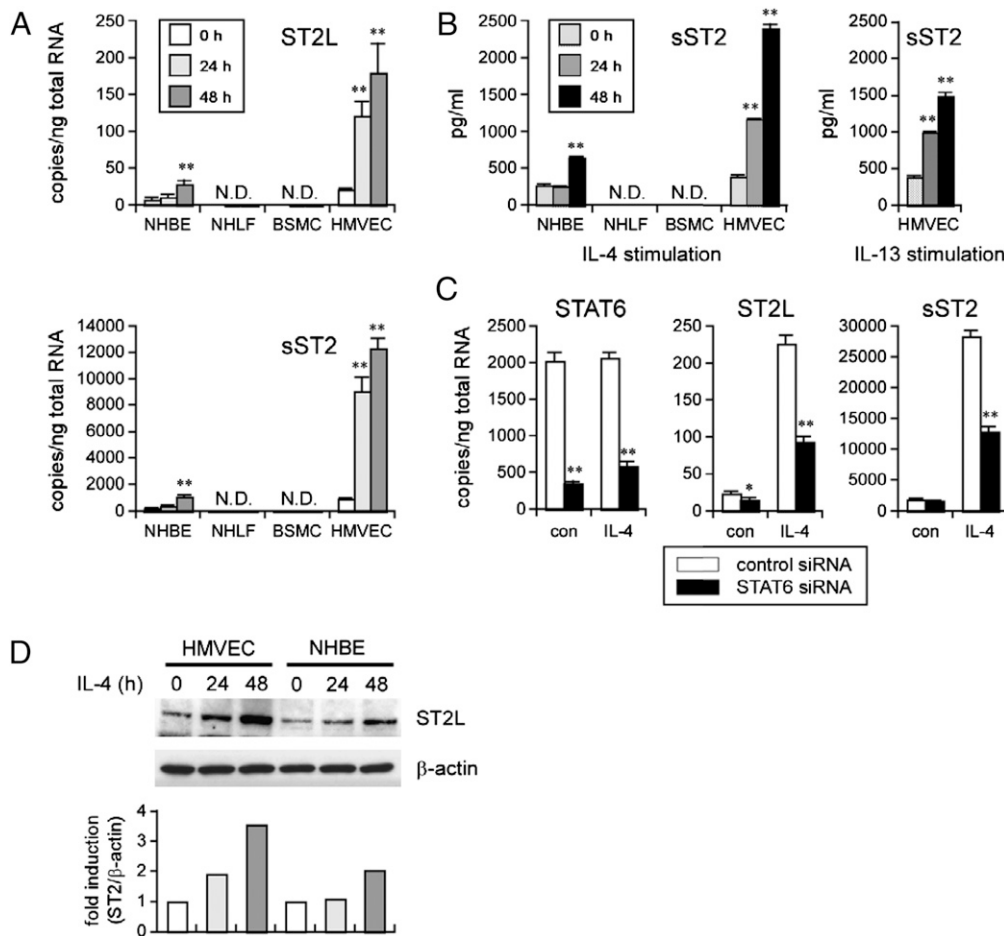 A
ST2L
0 h
24 h
48 h
copies/ng total RNA
250
200
150
100
50
0
**
N.D.
N.D.
**
**
NHBE
NHLF
BSMC
HMVEC
sST2
copies/ng total RNA
14000
12000
10000
8000
6000
4000
2000
0
**
N.D.
N.D.
**
**
NHBE
NHLF
BSMC
HMVEC
B
sST2
0 h
24 h
48 h
pg/ml
2500
2000
1500
1000
500
0
**
N.D.
N.D.
**
**
NHBE
NHLF
BSMC
HMVEC
IL-4 stimulation
sST2
pg/ml
2500
2000
1500
1000
500
0
**
**
HMVEC
IL-13 stimulation
C
STAT6
copies/ng total RNA
2500
2000
1500
1000
500
0
**
**
con
IL-4
ST2L
250
200
150
100
50
0
*
**
con
IL-4
sST2
30000
25000
20000
15000
10000
5000
0
**
con
IL-4
control siRNA
STAT6 siRNA
D
HMVEC
NHBE
IL-4 (h)
0 24 48 0 24 48
ST2L
β-actin
fold induction
(ST2/β-actin)
4
3
2
1
0